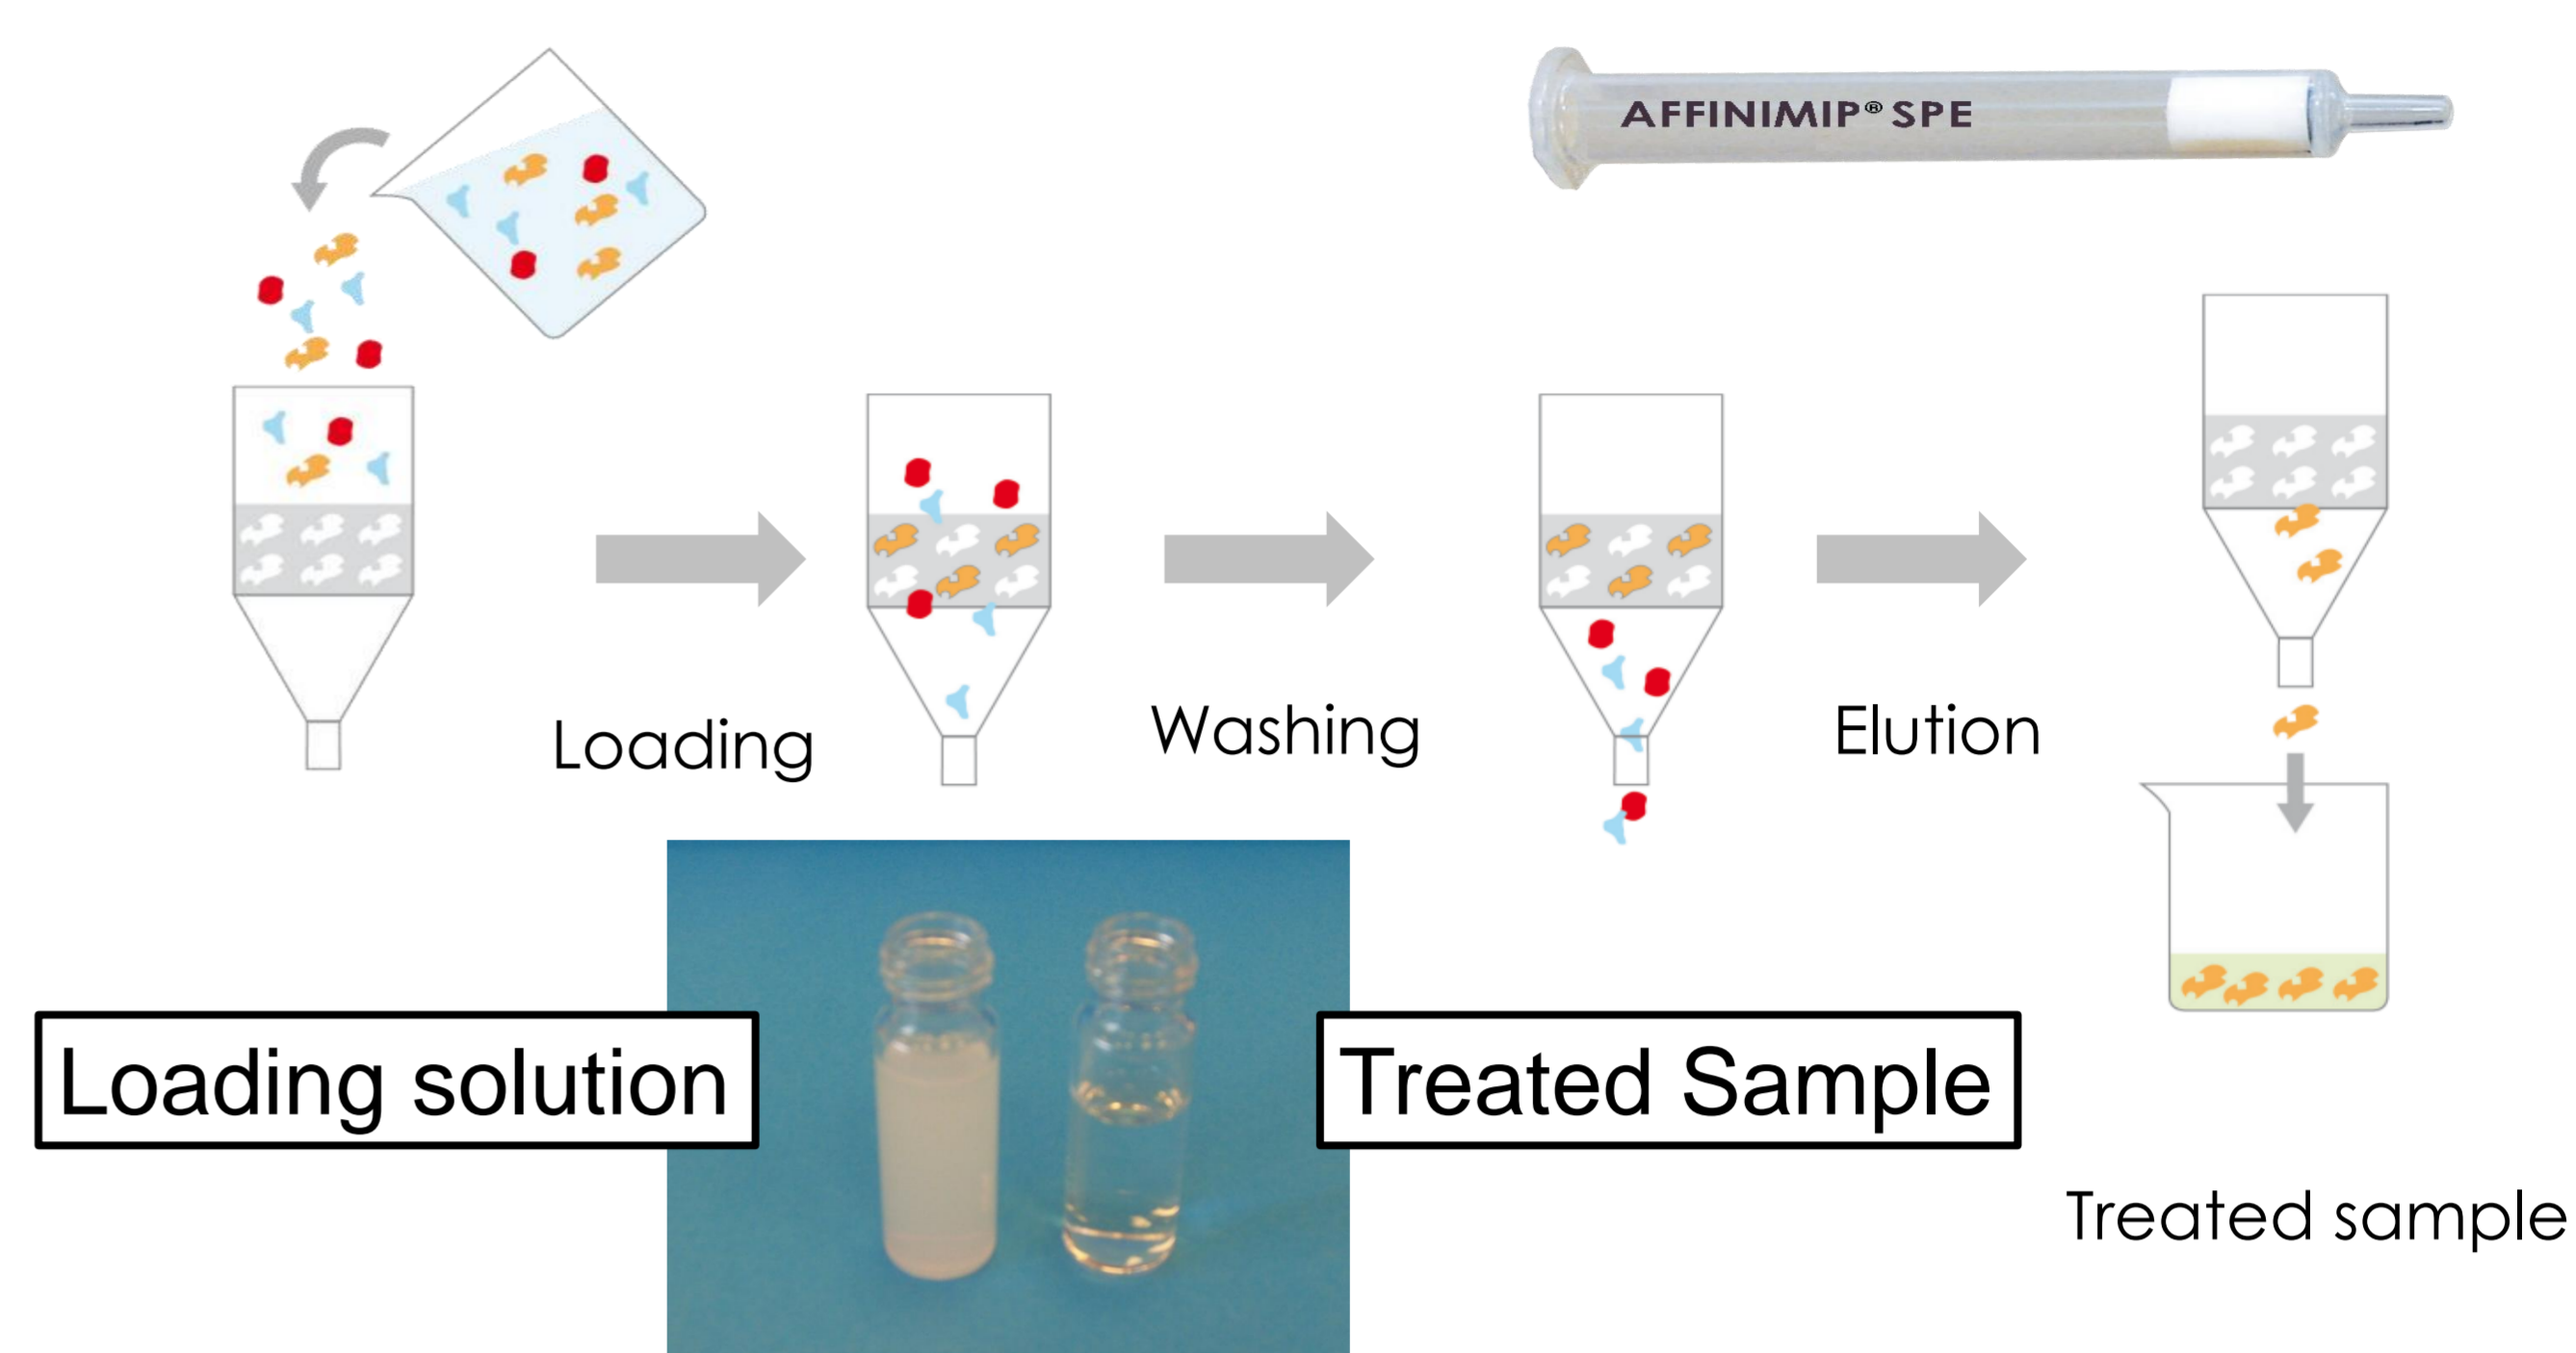 AFFINIMIP® SPE
Loading
Washing
Elution
Loading solution
Treated Sample
Treated sample